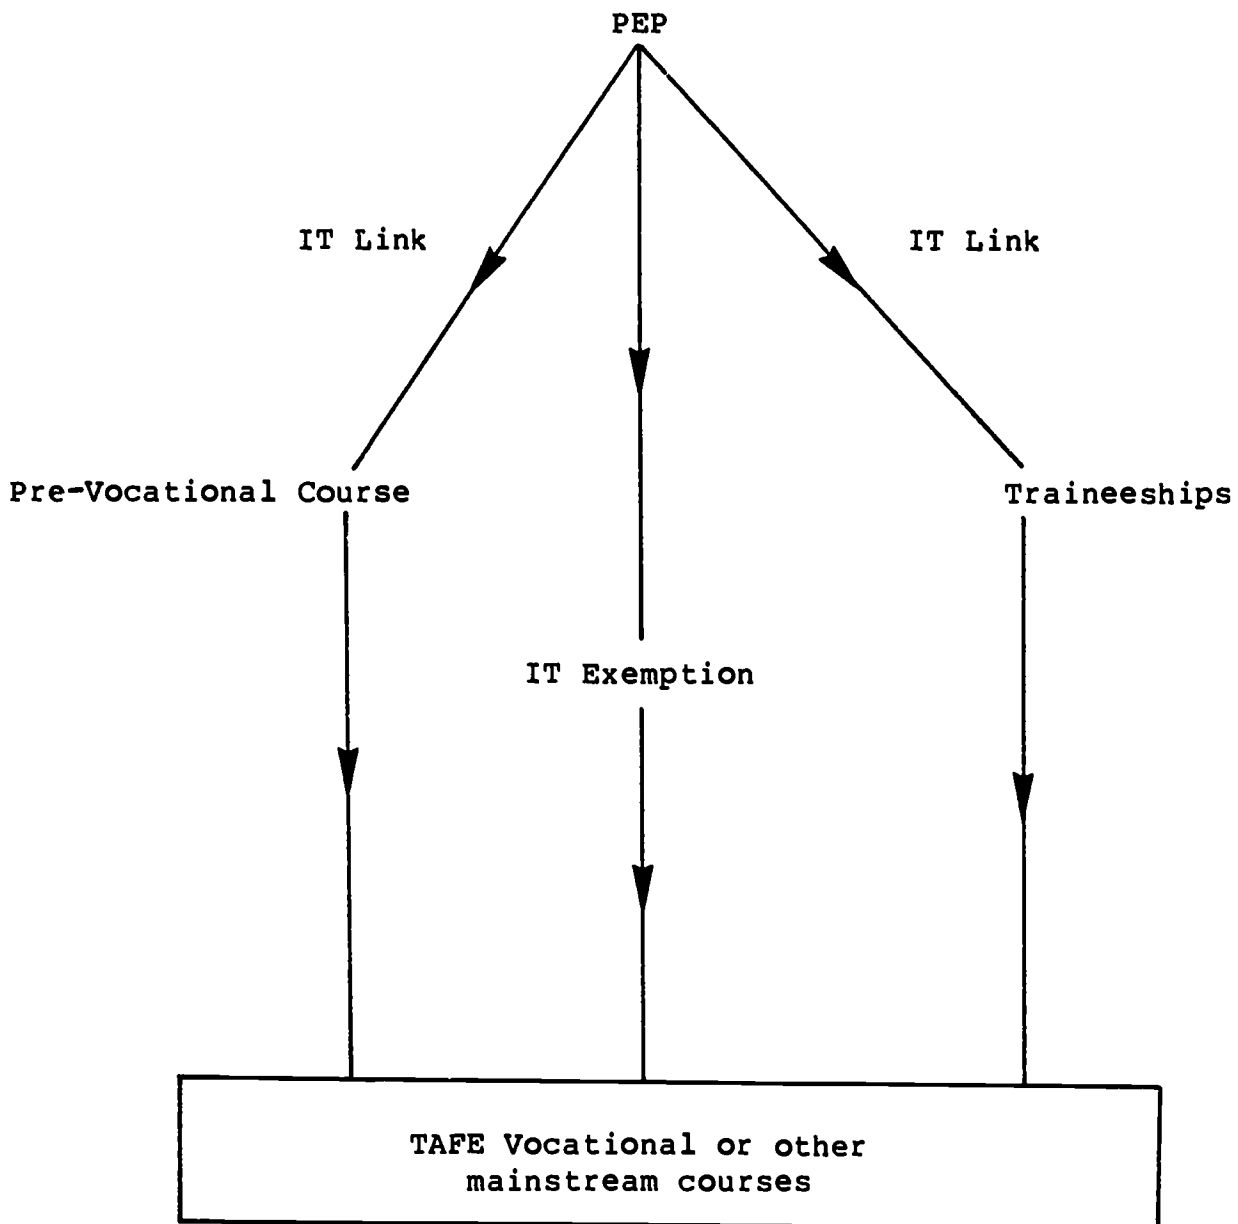 PEP
IT Link
IT Link
Pre-Vocational Course
Traineeships
IT Exemption
TAFE Vocational or other
mainstream courses